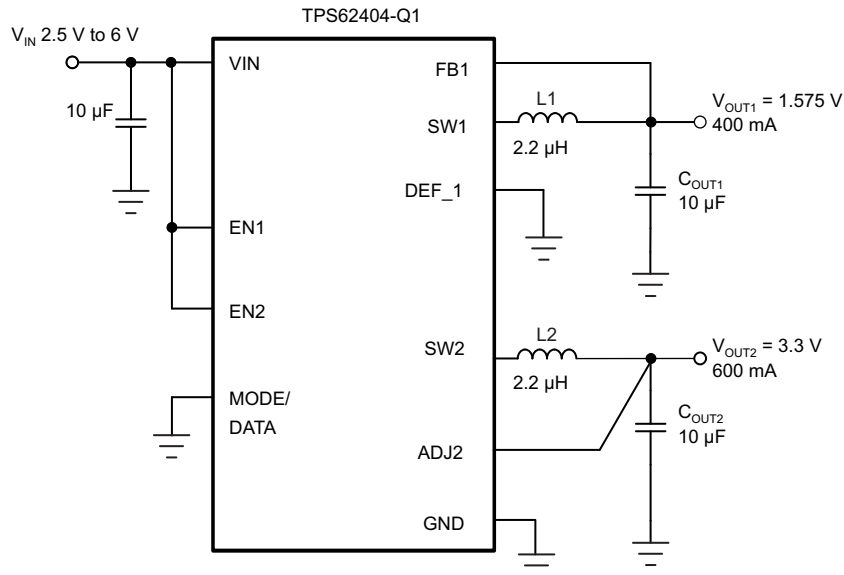 TPS62404-Q1
VIN 2.5 V to 6 V
10 µF
VIN
EN1
EN2
MODE/
DATA
FB1
SW1
DEF_1
SW2
ADJ2
GND
L1
2.2 µH
VOUT1 = 1.575 V
400 mA
COUT1
10 µF
L2
2.2 µH
VOUT2 = 3.3 V
600 mA
COUT2
10 µF